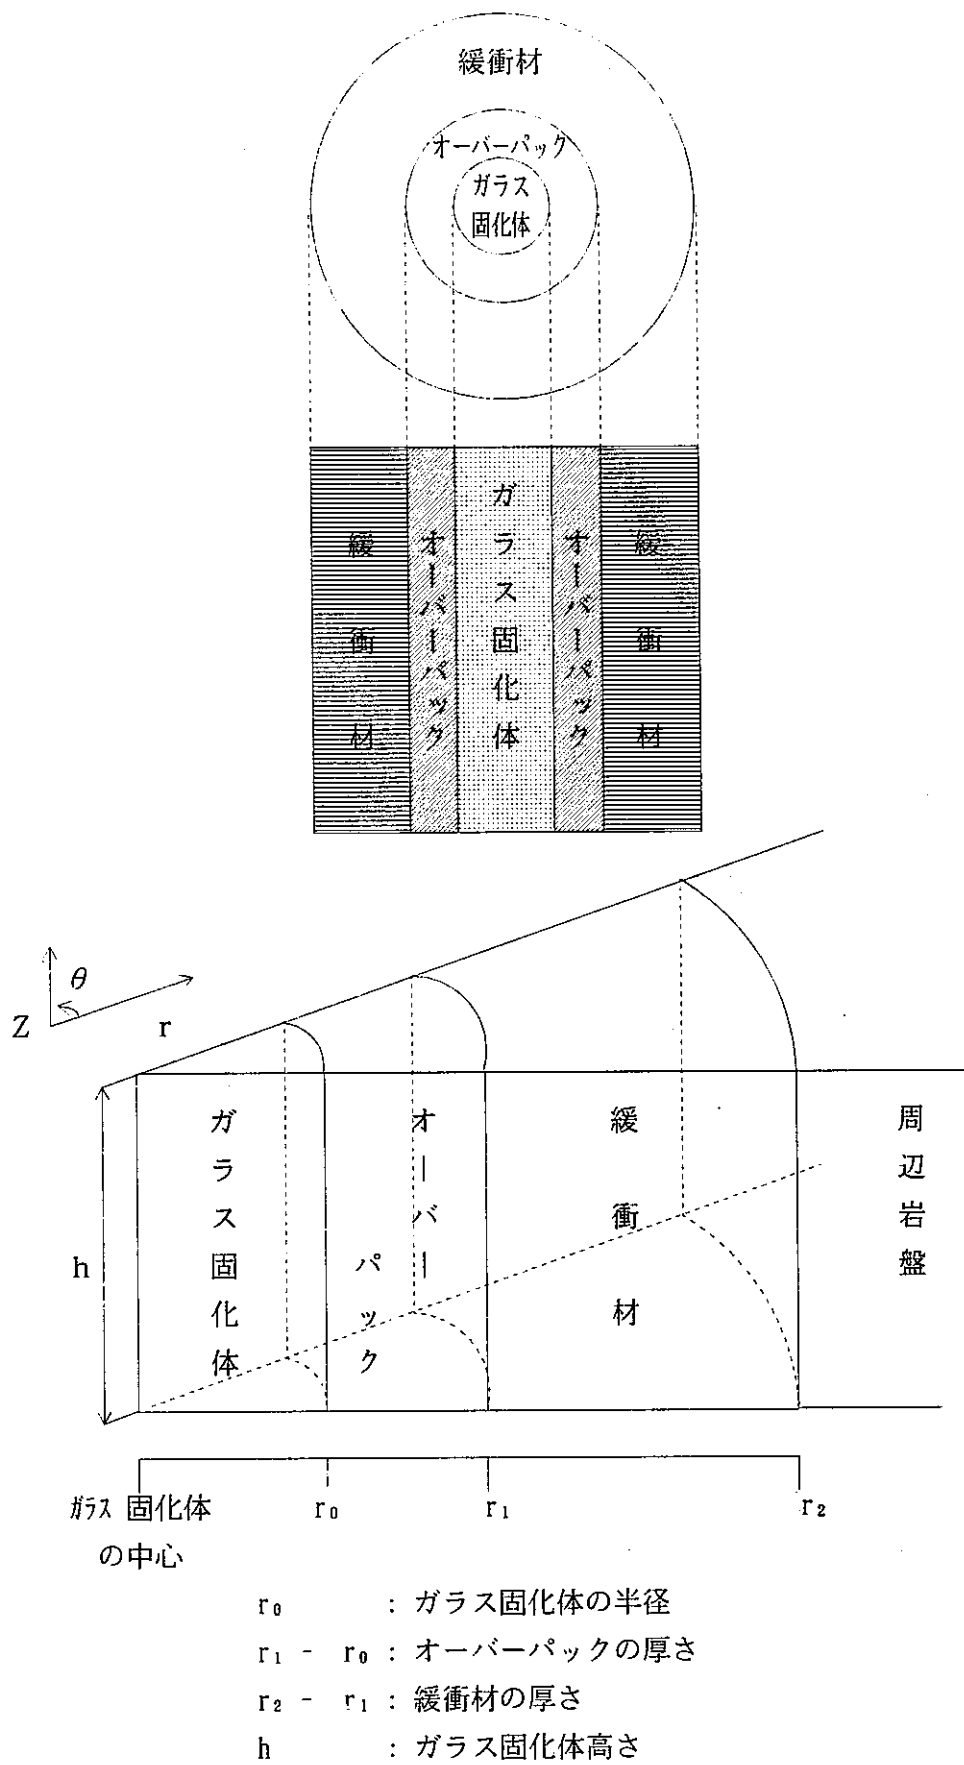 緩衝材
オーバーパック
ガラス
固化体
緩衝材
オーバーパック
ガラス固化体
オーバーパック
緩衝材
θ
Z
r
h
ガラス固化体
オーバー
パック
緩衝材
周辺岩盤
ガラス固化体
の中心
r₀
r₁
r₂
r₀ : ガラス固化体の半径
r₁ - r₀ : オーバーパックの厚さ
r₂ - r₁ : 緩衝材の厚さ
h : ガラス固化体高さ